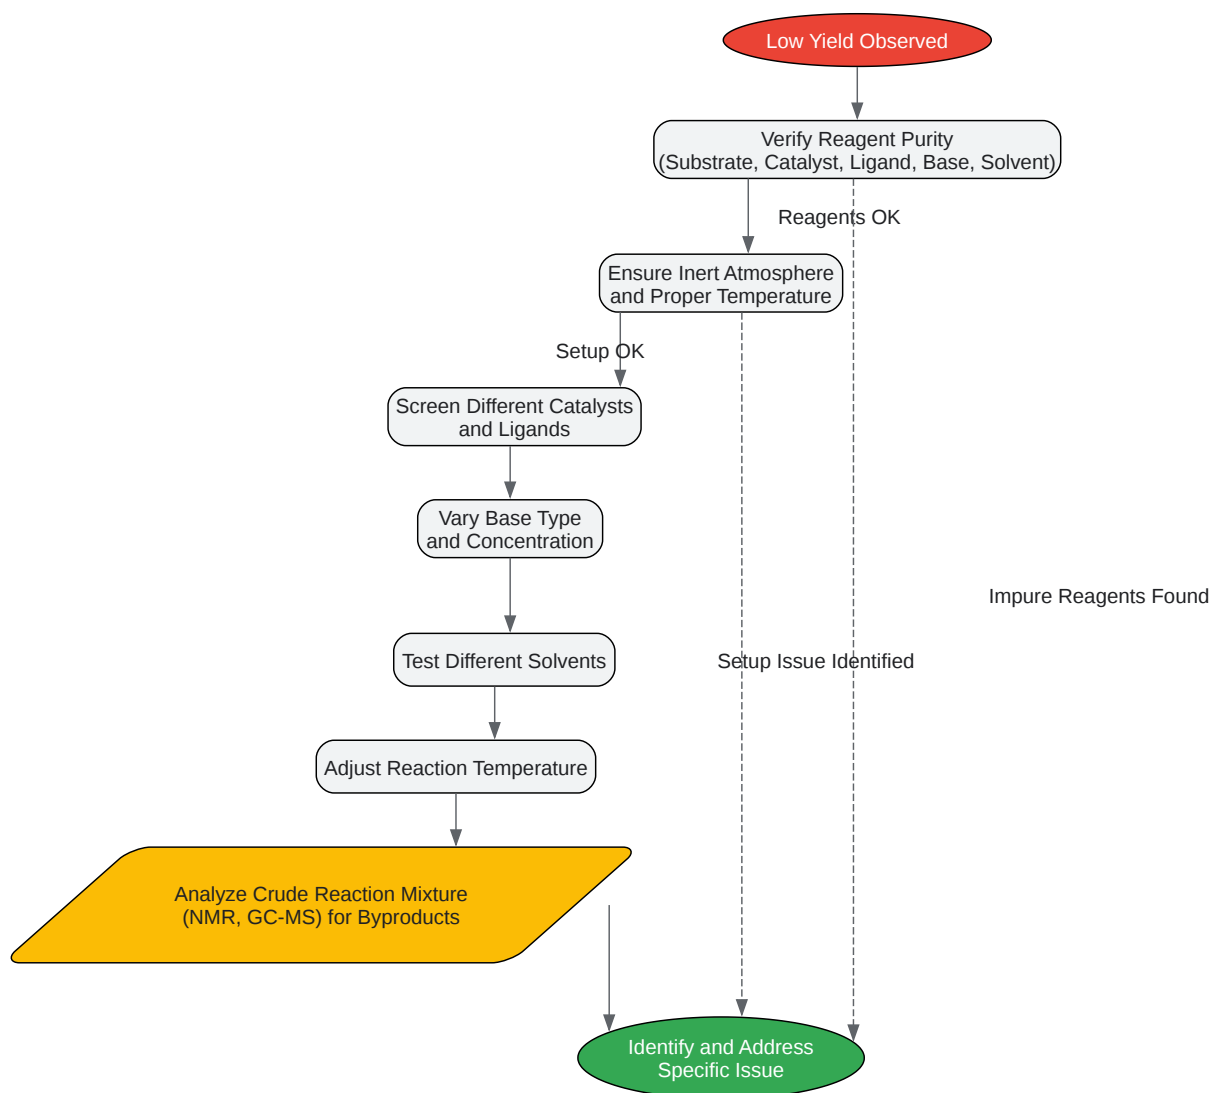 Low Yield Observed
Verify Reagent Purity
(Substrate, Catalyst, Ligand, Base, Solvent)
Reagents OK
Ensure Inert Atmosphere
and Proper Temperature
Setup OK
Screen Different Catalysts
and Ligands
Vary Base Type
and Concentration
Impure Reagents Found
Test Different Solvents
Setup Issue Identified
Adjust Reaction Temperature
Analyze Crude Reaction Mixture
(NMR, GC-MS) for Byproducts
Identify and Address
Specific Issue